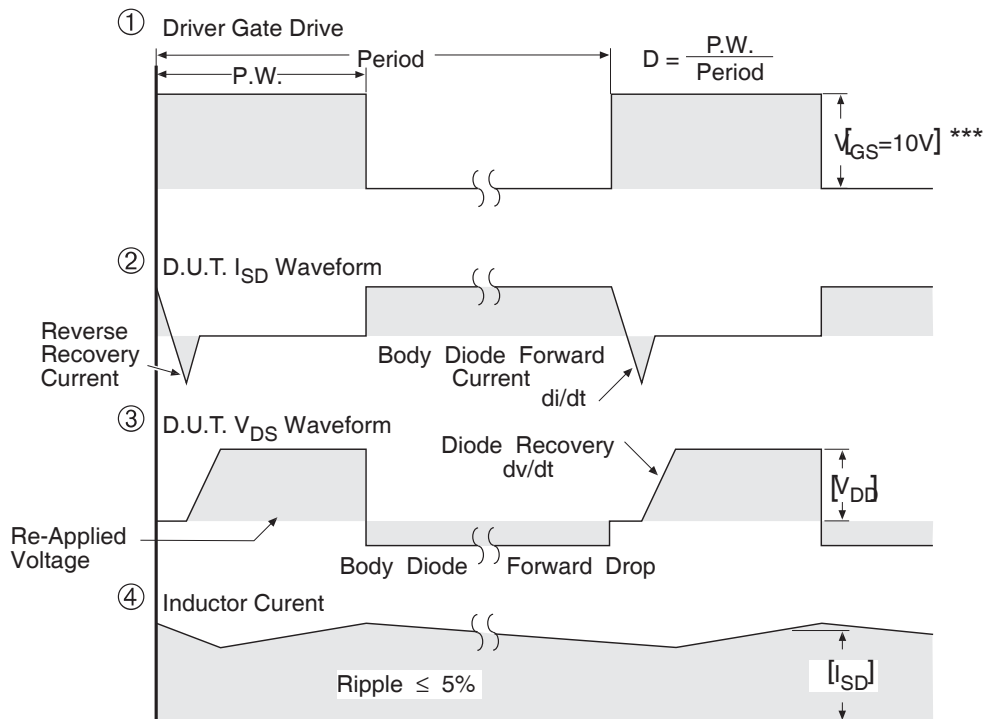 ① Driver Gate Drive
Period
P.W.
D = P.W.
Period
V[GS=10V] ***
② D.U.T. ISD Waveform
Reverse
Recovery
Current
Body Diode Forward
Current
di/dt
③ D.U.T. VDS Waveform
Diode Recovery
dv/dt
[VDD]
Re-Applied
Voltage
Body Diode Forward Drop
④ Inductor Curent
[ISD]
Ripple ≤ 5%